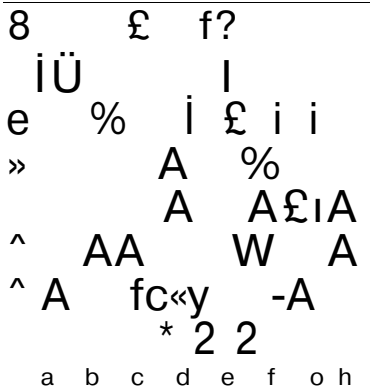 8 £ f?
İÜ I
e % İ £ i i
» A %
A A£ıA
^ AA W A
^ A fc«y -A
* 2 2
a b c d e f o h